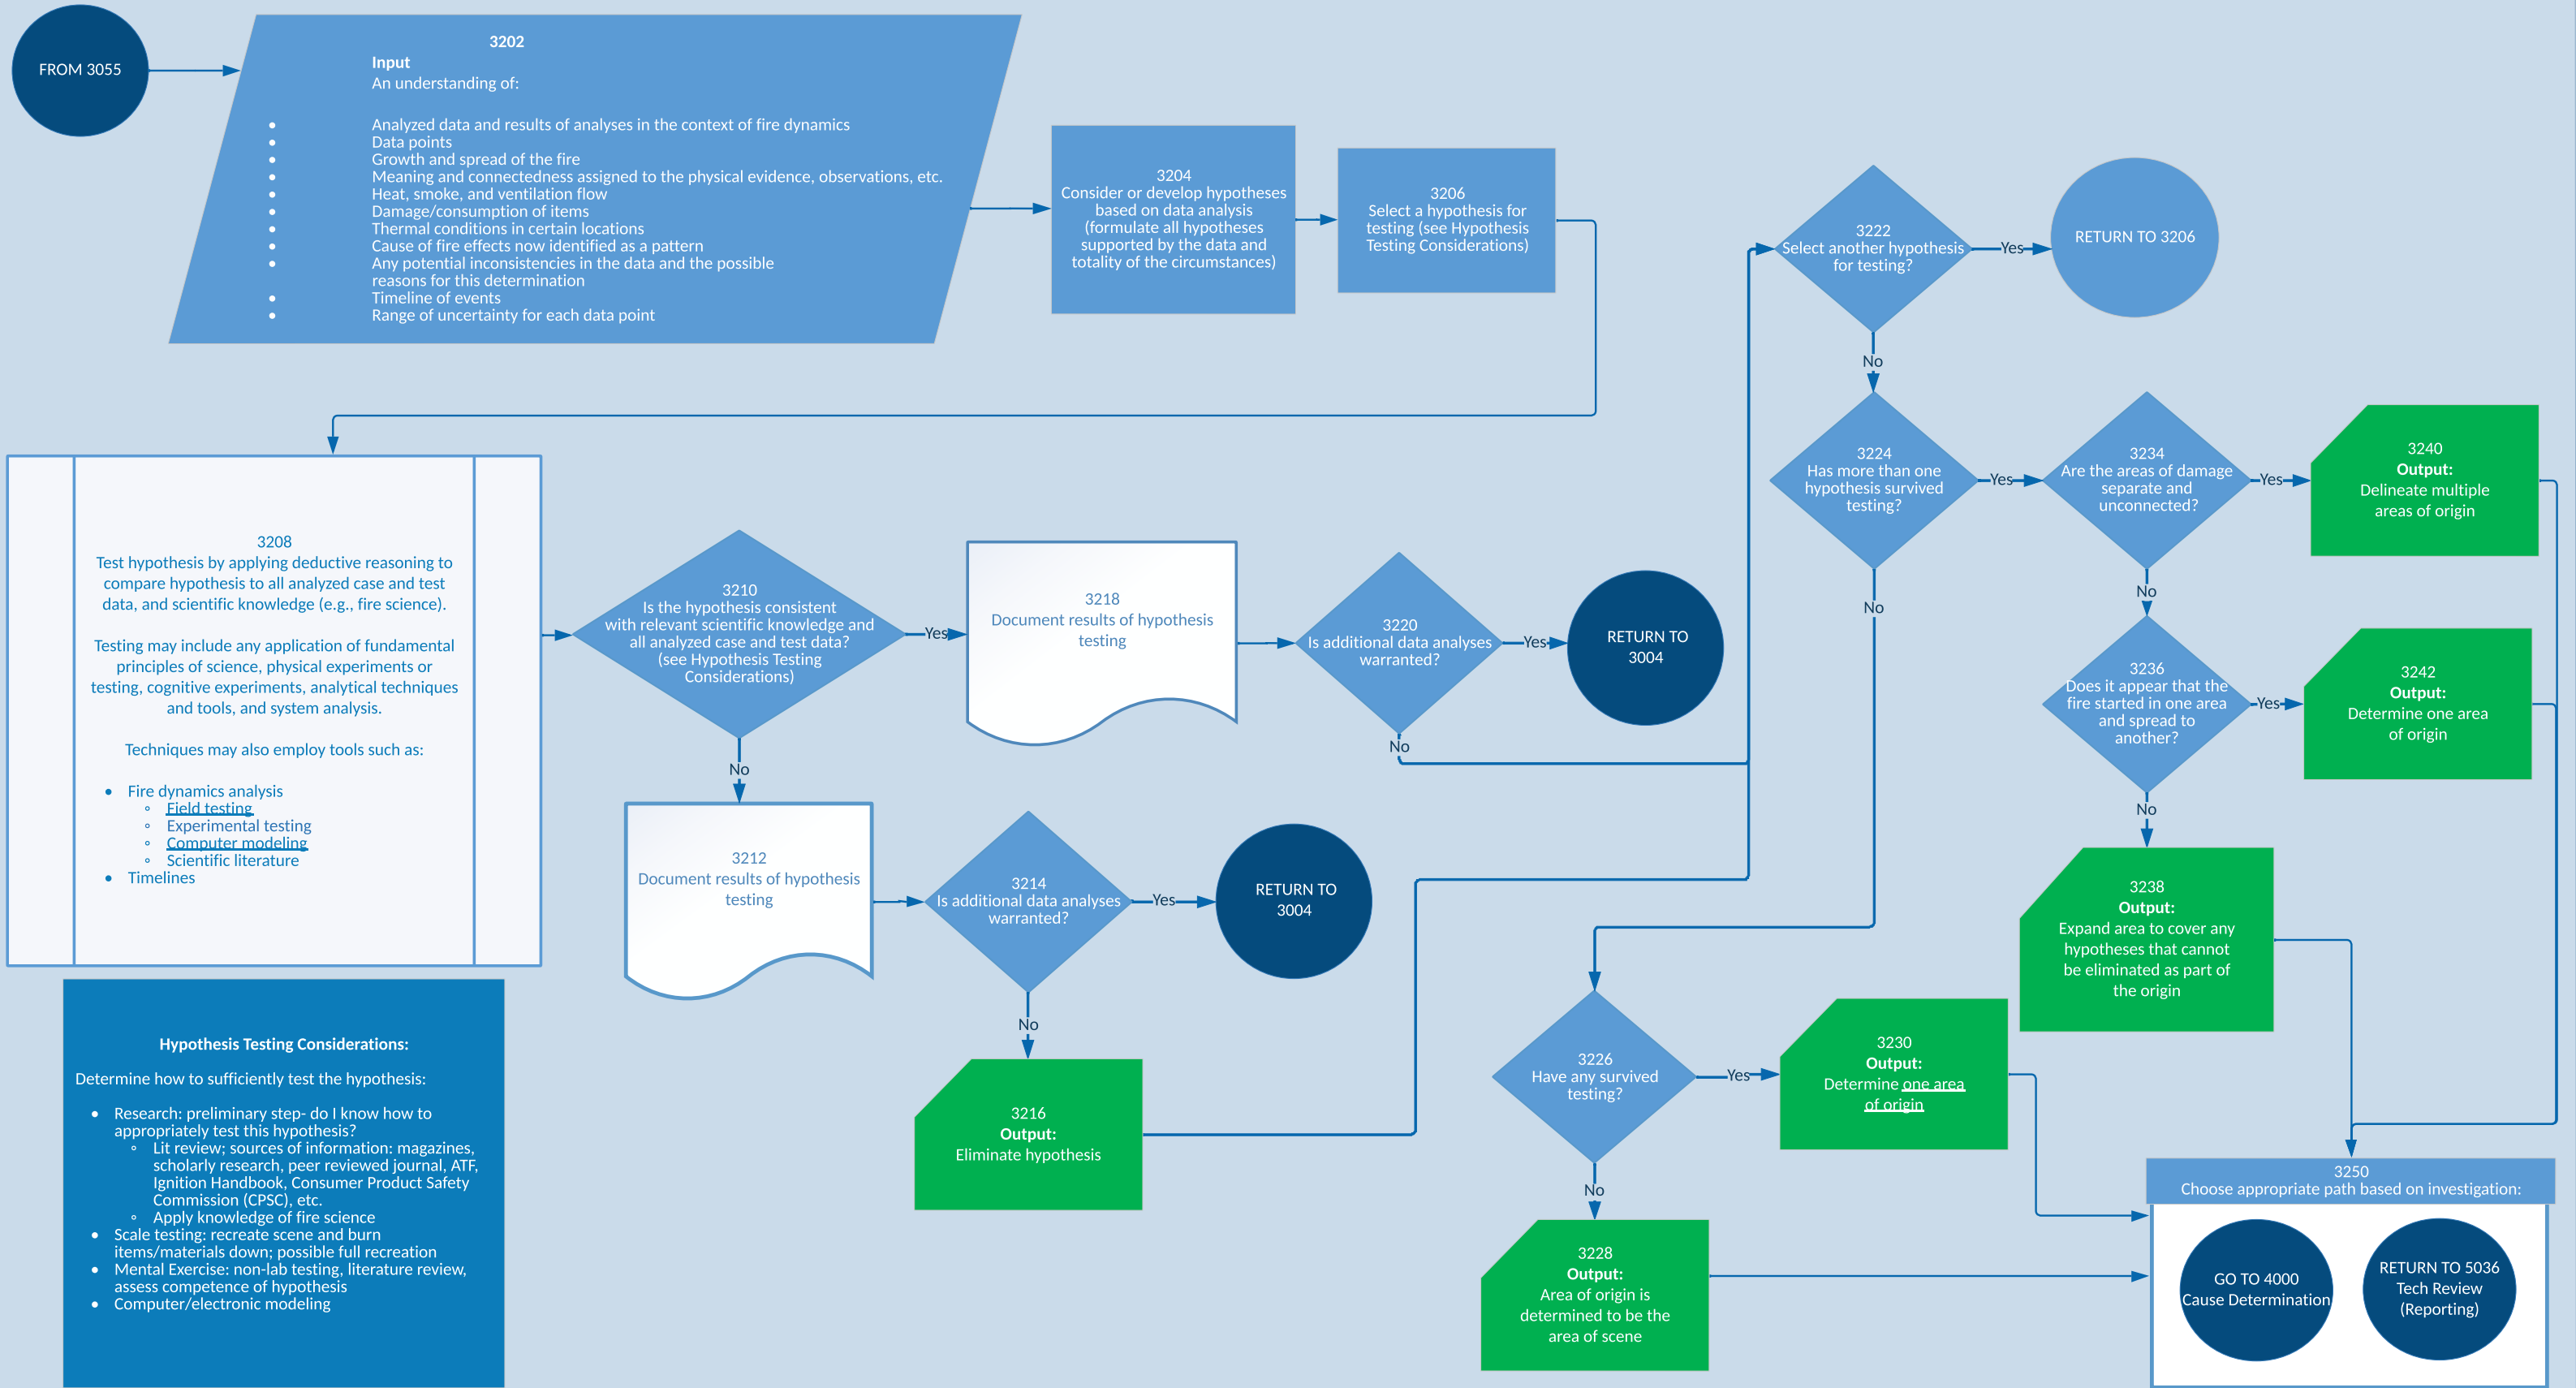 FROM 3055
3202
Input
An understanding of:
• Analyzed data and results of analyses in the context of fire dynamics
• Data points
• Growth and spread of the fire
• Meaning and connectedness assigned to the physical evidence, observations, etc.
• Heat, smoke, and ventilation flow
• Damage/consumption of items
• Thermal conditions in certain locations
• Cause of fire effects now identified as a pattern
• Any potential inconsistencies in the data and the possible
reasons for this determination
• Timeline of events
• Range of uncertainty for each data point
3204
Consider or develop hypotheses
based on data analysis
(formulate all hypotheses
supported by the data and
totality of the circumstances)
3206
Select a hypothesis for
testing (see Hypothesis
Testing Considerations)
3208
Test hypothesis by applying deductive reasoning to
compare hypothesis to all analyzed case and test
data, and scientific knowledge (e.g., fire science).
Testing may include any application of fundamental
principles of science, physical experiments or
testing, cognitive experiments, analytical techniques
and tools, and system analysis.
Techniques may also employ tools such as:
• Fire dynamics analysis
◦ Field testing
◦ Experimental testing
◦ Computer modeling
◦ Scientific literature
• Timelines
Hypothesis Testing Considerations:
Determine how to sufficiently test the hypothesis:
• Research: preliminary step- do I know how to
appropriately test this hypothesis?
◦ Lit review; sources of information: magazines,
scholarly research, peer reviewed journal, ATF,
Ignition Handbook, Consumer Product Safety
Commission (CPSC), etc.
◦ Apply knowledge of fire science
• Scale testing: recreate scene and burn
items/materials down; possible full recreation
• Mental Exercise: non-lab testing, literature review,
assess competence of hypothesis
• Computer/electronic modeling
3210
Is the hypothesis consistent
with relevant scientific knowledge and
all analyzed case and test data?
(see Hypothesis Testing
Considerations)
Yes
No
3218
Document results of hypothesis
testing
3220
Is additional data analyses
warranted?
Yes
No
RETURN TO
3004
3212
Document results of hypothesis
testing
3214
Is additional data analyses
warranted?
Yes
No
RETURN TO
3004
3216
Output:
Eliminate hypothesis
3222
Select another hypothesis
for testing?
Yes
No
RETURN TO 3206
3224
Has more than one
hypothesis survived
testing?
Yes
No
3234
Are the areas of damage
separate and
unconnected?
Yes
No
3240
Output:
Delineate multiple
areas of origin
3236
Does it appear that the
fire started in one area
and spread to
another?
Yes
No
3242
Output:
Determine one area
of origin
3238
Output:
Expand area to cover any
hypotheses that cannot
be eliminated as part of
the origin
3226
Have any survived
testing?
Yes
No
3230
Output:
Determine one area
of origin
3228
Output:
Area of origin is
determined to be the
area of scene
3250
Choose appropriate path based on investigation:
GO TO 4000
Cause Determination
RETURN TO 5036
Tech Review
(Reporting)